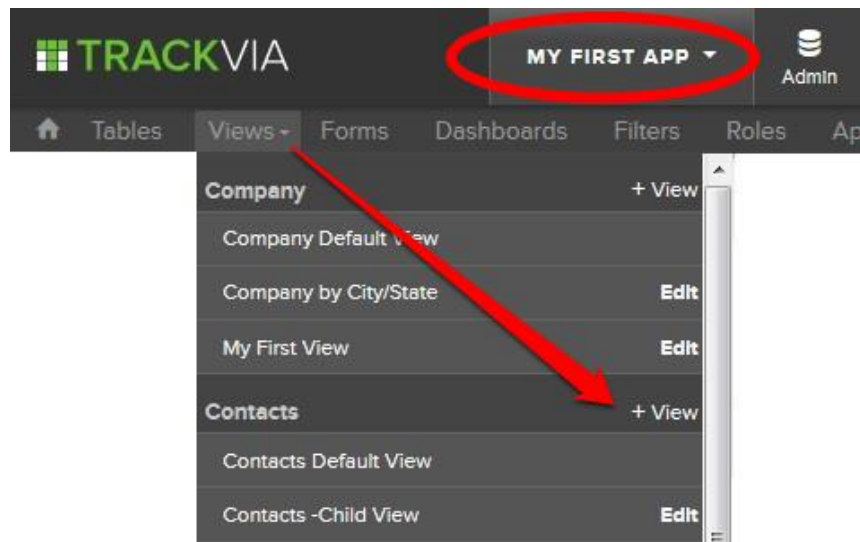 TRACKVIA
MY FIRST APP
Admin
Tables Views Forms Dashboards Filters Roles Ap
Company + View
Company Default View
Company by City/State Edit
My First View Edit
Contacts + View
Contacts Default View
Contacts -Child View Edit